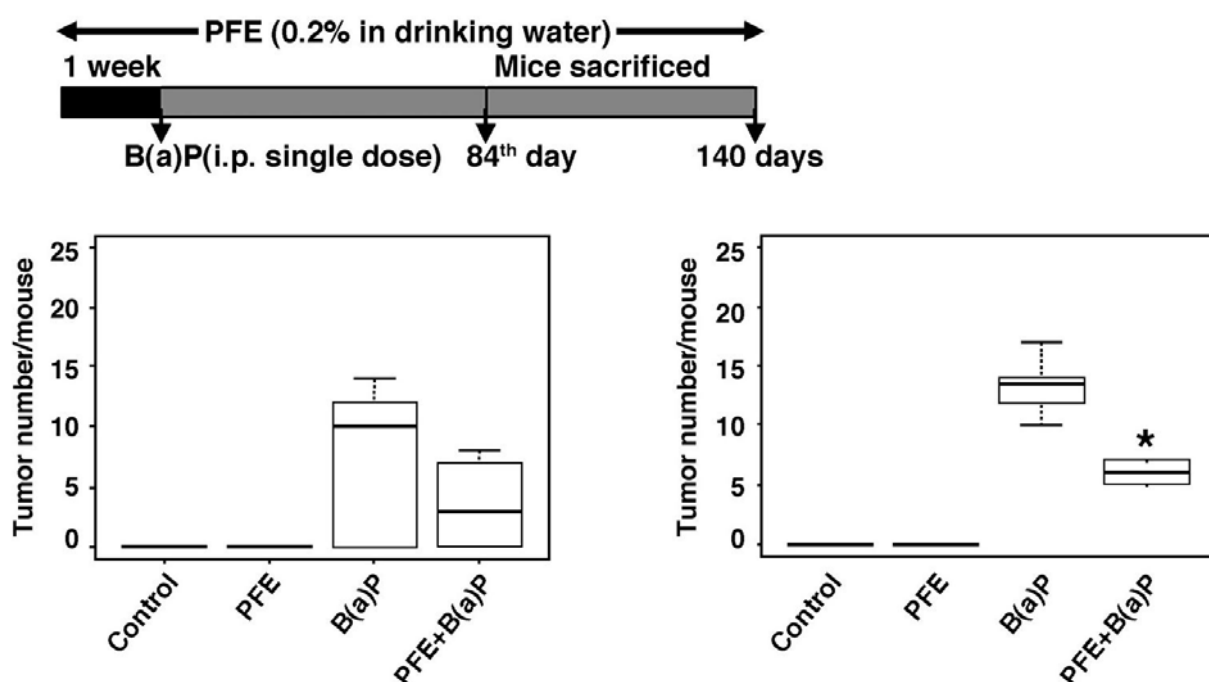 PFE (0.2% in drinking water)
1 week
Mice sacrificed
B(a)P(i.p. single dose)
84th day
140 days
Tumor number/mouse
25
20
15
10
5
0
Control
PFE
B(a)P
PFE+B(a)P
Tumor number/mouse
25
20
15
10
5
0
*
Control
PFE
B(a)P
PFE+B(a)P